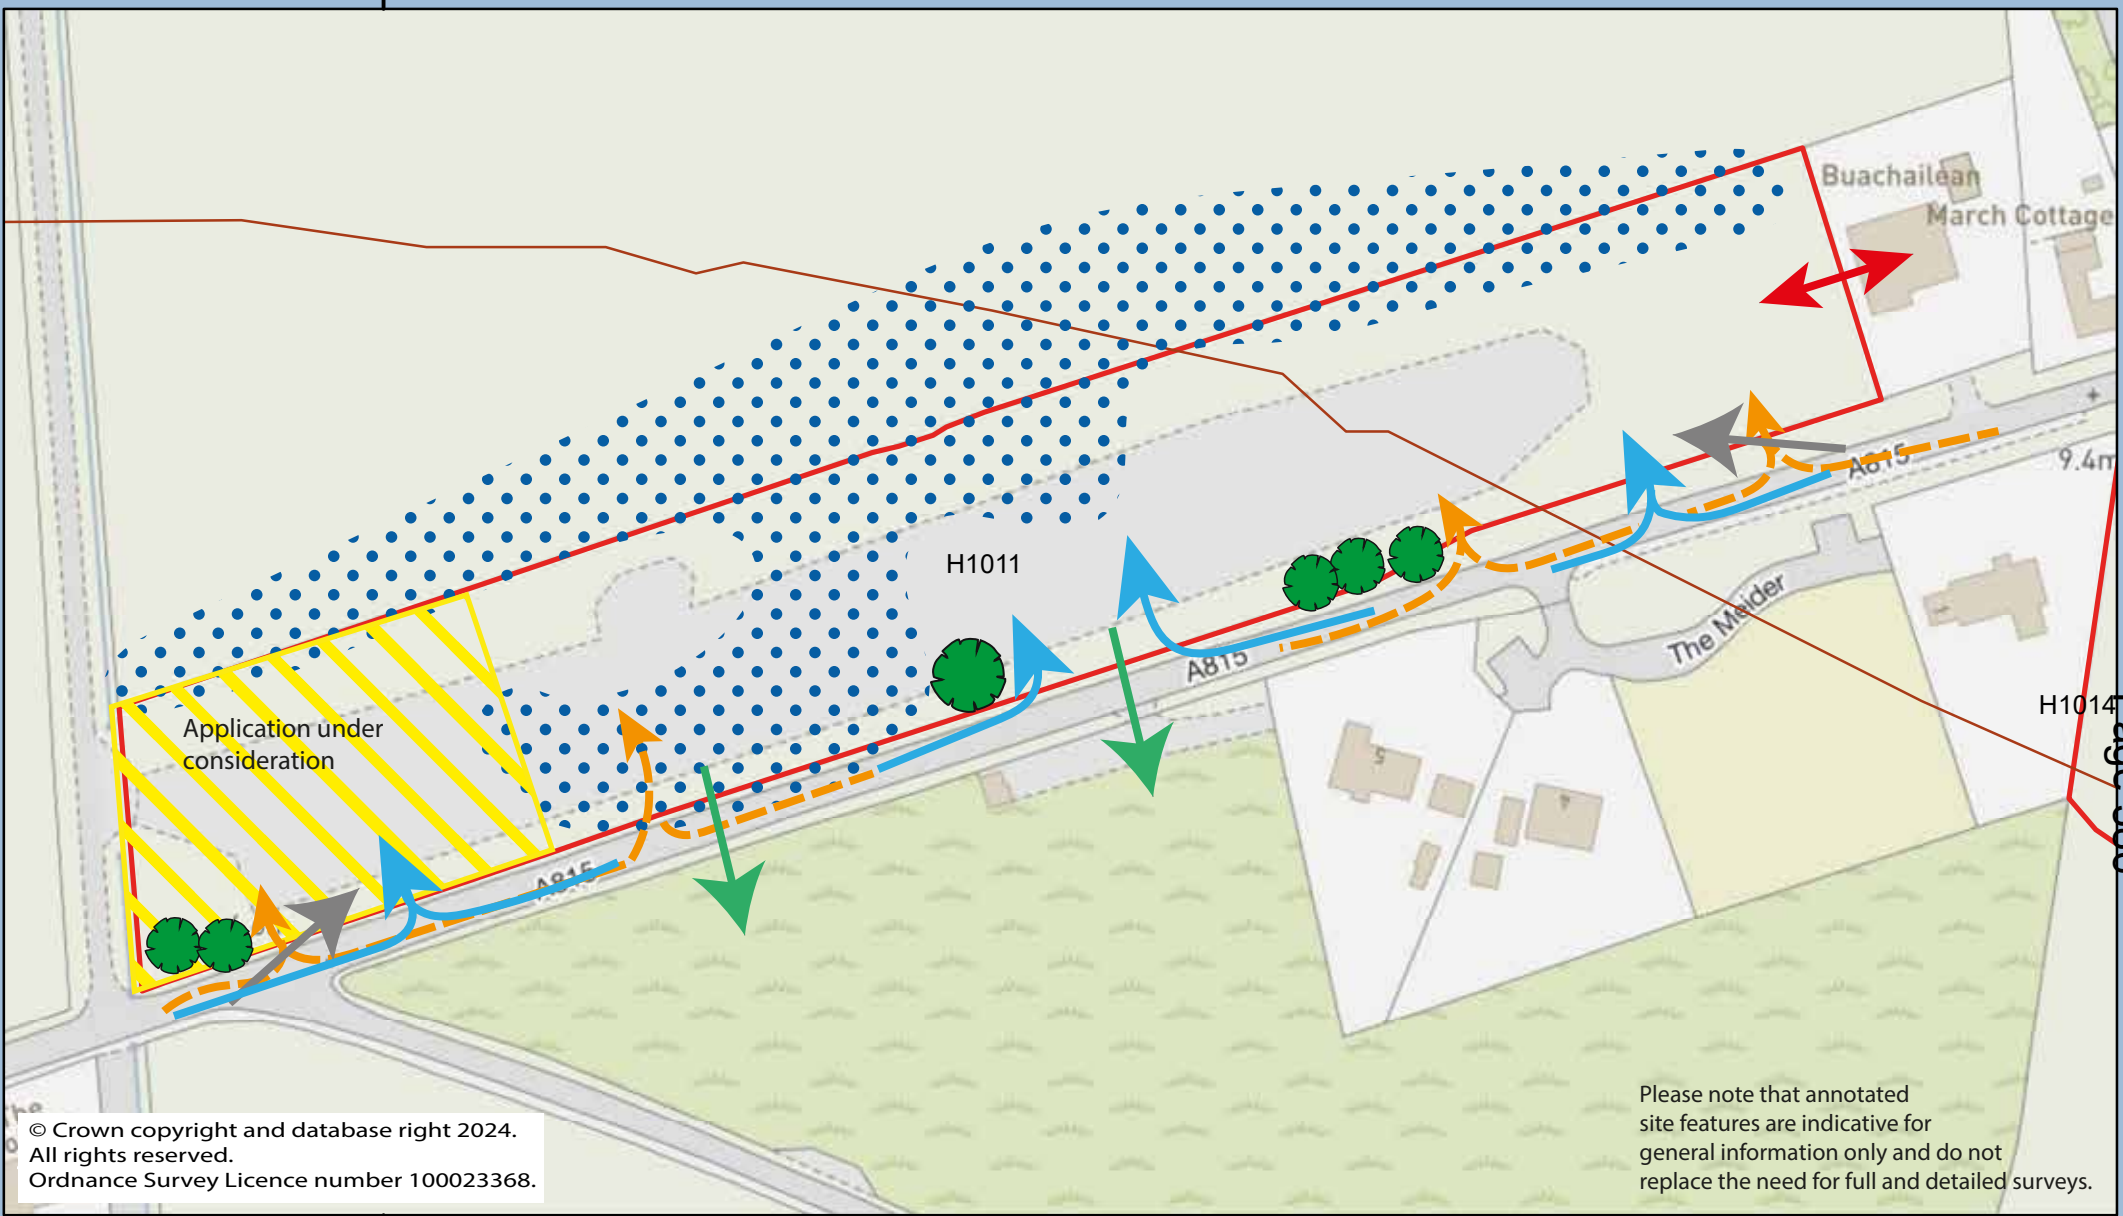 Buachailean
March Cottage
A815
9.4m
H1011
The Meider
A815
H1014
Application under
consideration
5
A815
© Crown copyright and database right 2024.
All rights reserved.
Ordnance Survey Licence number 100023368.
Please note that annotated
site features are indicative for
general information only and do not
replace the need for full and detailed surveys.